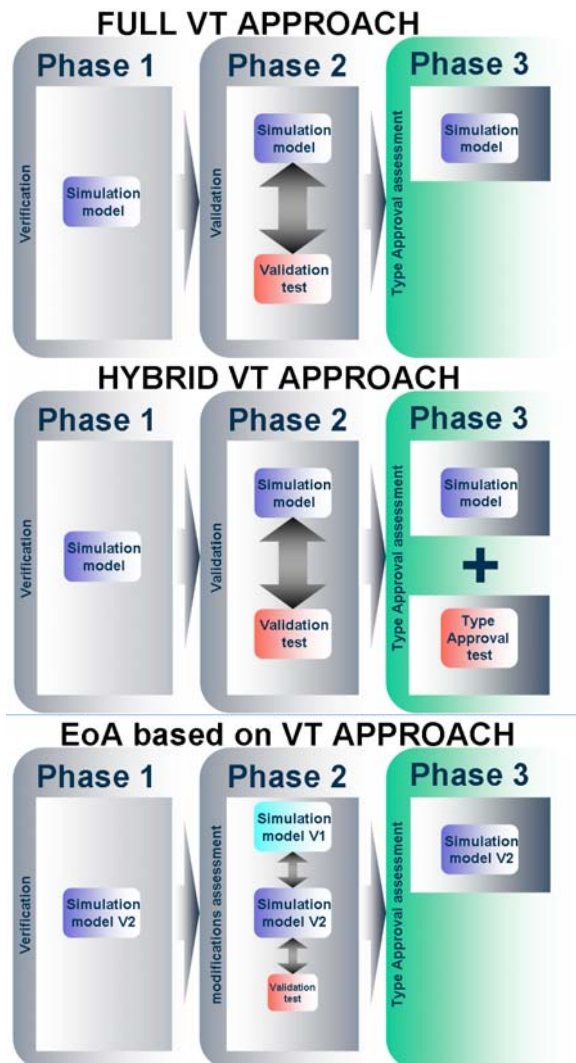 FULL VT APPROACH
Phase 1
Verification
Simulation
model
Phase 2
Validation
Simulation
model
Validation
test
Phase 3
Type Approval assessment
Simulation
model
HYBRID VT APPROACH
Phase 1
Verification
Simulation
model
Phase 2
Validation
Simulation
model
Validation
test
Phase 3
Type Approval assessment
Simulation
model
+
Type
Approval
test
EoA based on VT APPROACH
Phase 1
Verification
Simulation
model V2
Phase 2
modifications assessment
Simulation
model V1
Simulation
model V2
Validation
test
Phase 3
Type Approval assessment
Simulation
model V2